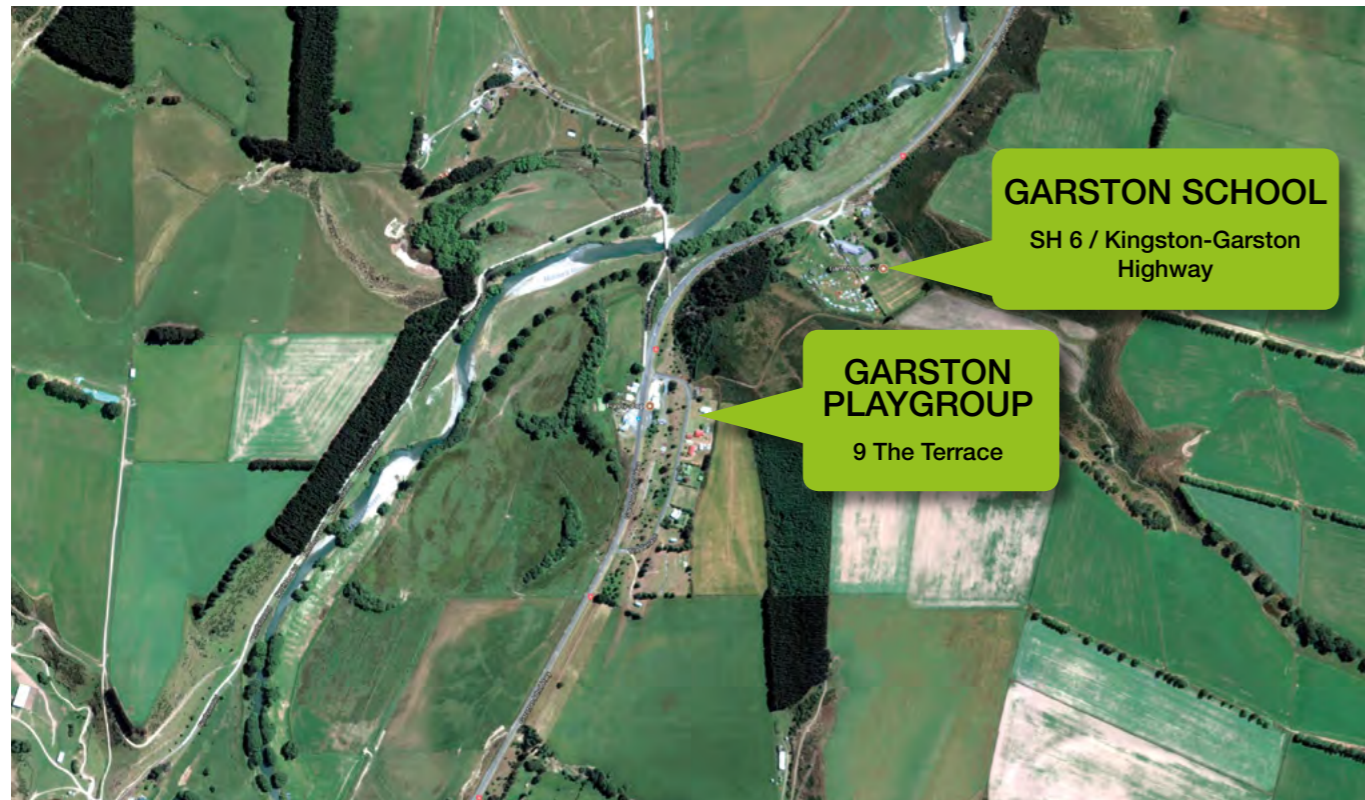 GARSTON SCHOOL
SH 6 / Kingston-Garston
Highway
GARSTON
PLAYGROUP
9 The Terrace